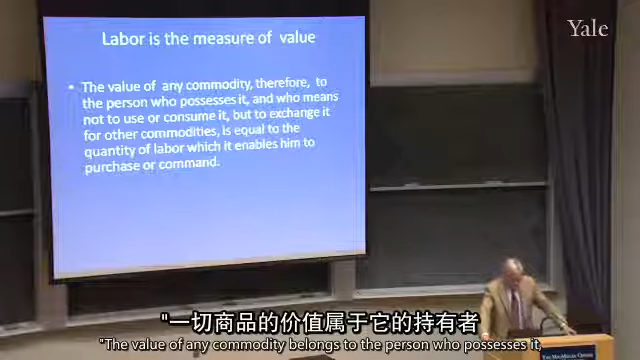 Yale
Labor is the measure of value
• The value of any commodity, therefore, to
the person who possesses it, and who means
not to use or consume it, but to exchange it
for other commodities, is equal to the
quantity of labor which it enables him to
purchase or command.
"一切商品的价值属于它的持有者
"The value of any commodity belongs to the person who possesses it,